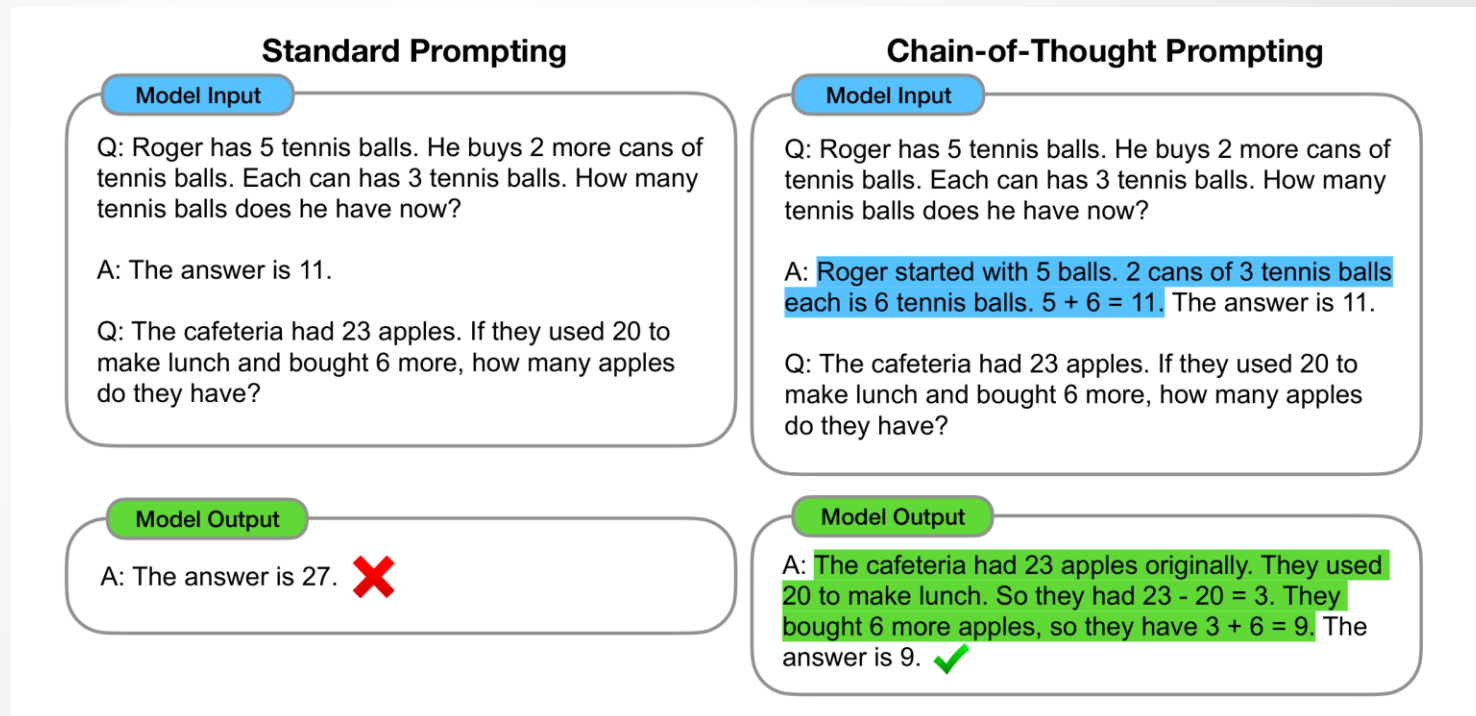 Standard Prompting
Model Input
Q: Roger has 5 tennis balls. He buys 2 more cans of
tennis balls. Each can has 3 tennis balls. How many
tennis balls does he have now?
A: The answer is 11.
Q: The cafeteria had 23 apples. If they used 20 to
make lunch and bought 6 more, how many apples
do they have?
Model Output
A: The answer is 27.
Chain-of-Thought Prompting
Model Input
Q: Roger has 5 tennis balls. He buys 2 more cans of
tennis balls. Each can has 3 tennis balls. How many
tennis balls does he have now?
A: Roger started with 5 balls. 2 cans of 3 tennis balls
each is 6 tennis balls. 5 + 6 = 11. The answer is 11.
Q: The cafeteria had 23 apples. If they used 20 to
make lunch and bought 6 more, how many apples
do they have?
Model Output
A: The cafeteria had 23 apples originally. They used
20 to make lunch. So they had 23 - 20 = 3. They
bought 6 more apples, so they have 3 + 6 = 9. The
answer is 9.